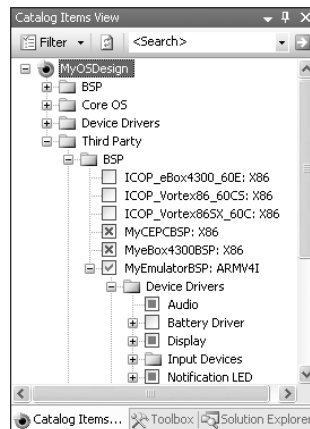 Catalog Items View
Filter <Search>
MyOSDesign
BSP
Core OS
Device Drivers
Third Party
BSP
ICOP_eBox4300_60E: X86
ICOP_Vortex86_60CS: X86
ICOP_Vortex86SX_60C: X86
MyCEPCBSP: X86
MyeBox4300BSP: X86
MyEmulatorBSP: ARMV4I
Device Drivers
Audio
Battery Driver
Display
Input Devices
Notification LED
Catalog Items... Toolbox Solution Explorer